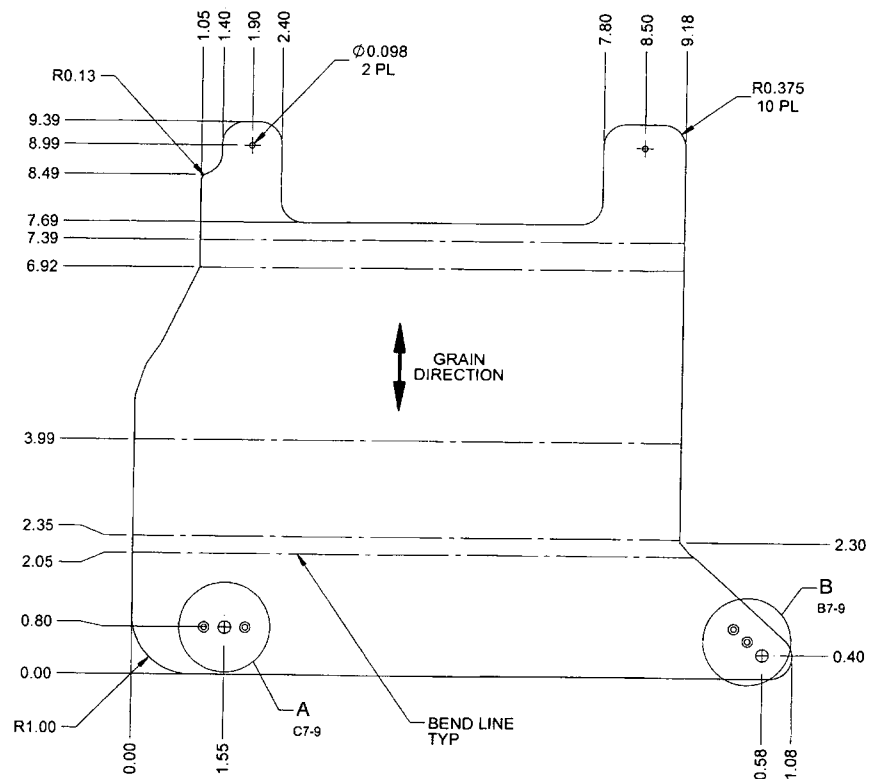 1.05
1.40
1.90
2.40
7.80
8.50
9.18
Ø0.098
2 PL
R0.13
R0.375
10 PL
9.39
8.99
8.49
7.69
7.39
6.92
GRAIN
DIRECTION
3.99
2.35
2.30
2.05
B
B7-9
0.80
0.40
0.00
A
C7-9
R1.00
BEND LINE
TYP
0.00
1.55
0.58
1.08